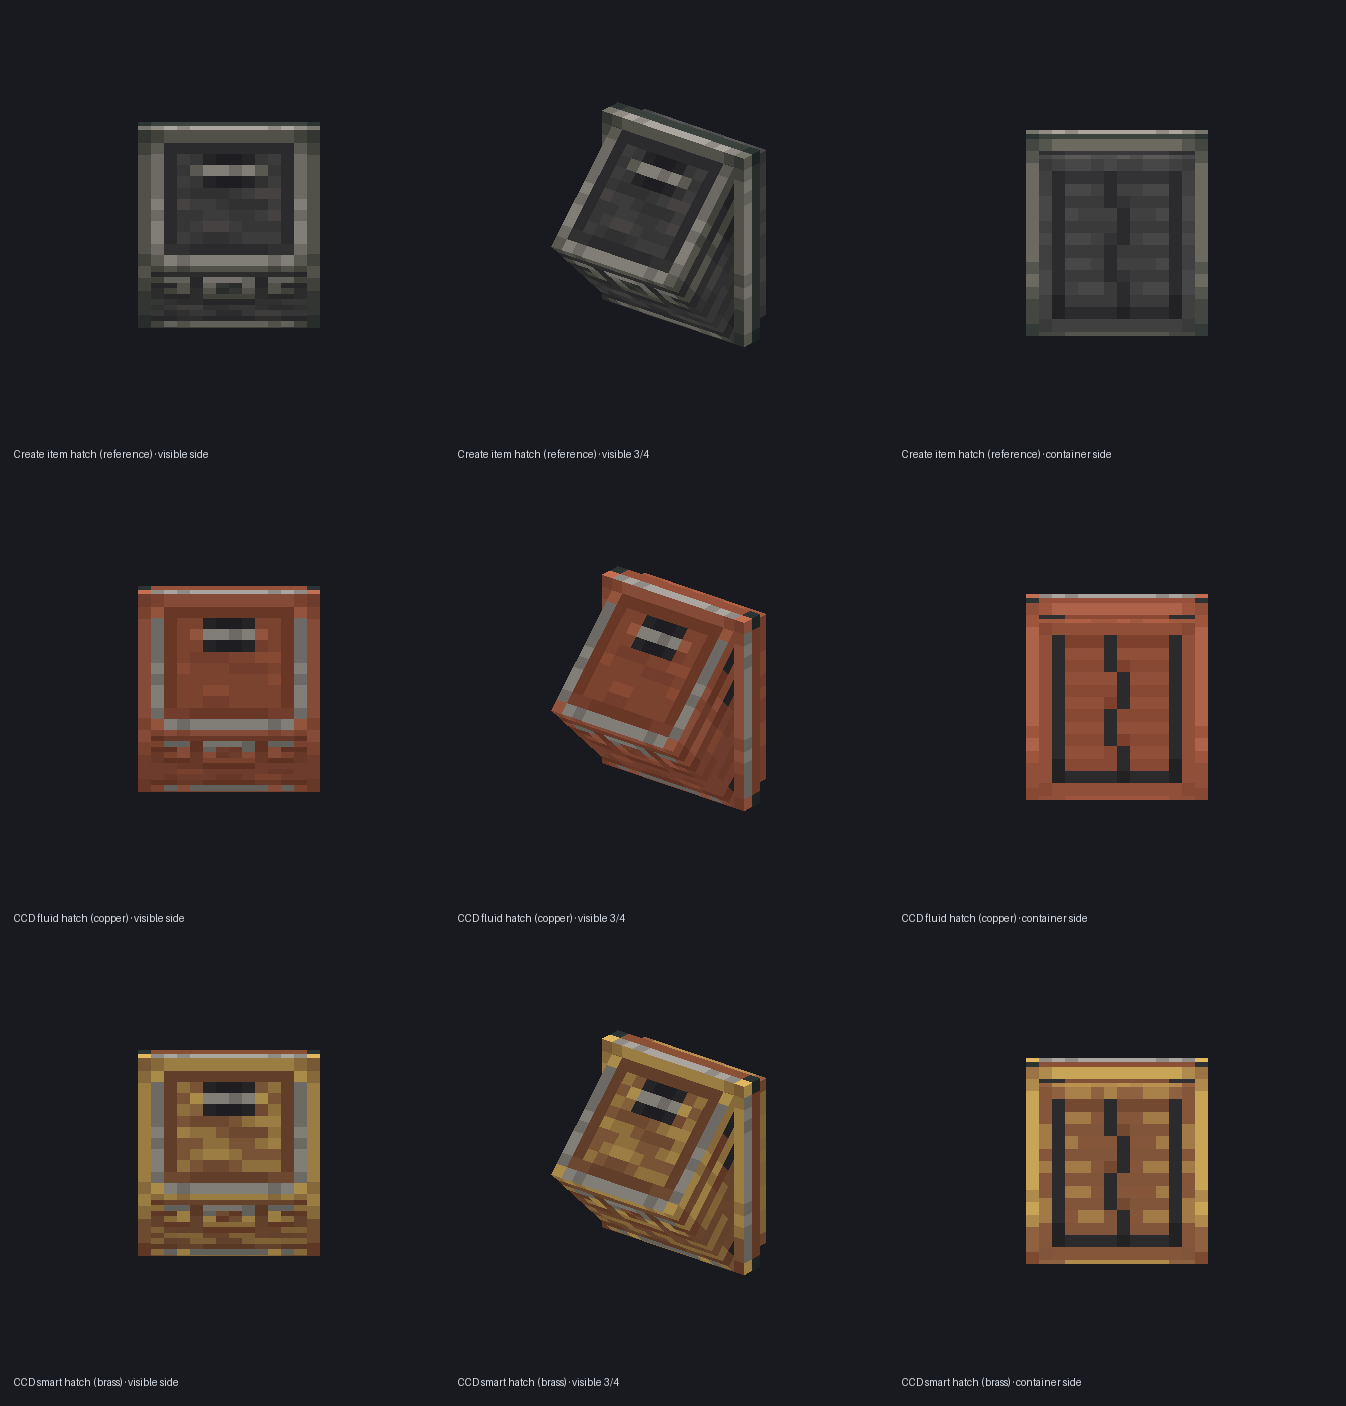 Create item hatch (reference) · visible side
Create item hatch (reference) · visible 3/4
Create item hatch (reference) · container side
CCD fluid hatch (copper) · visible side
CCD fluid hatch (copper) · visible 3/4
CCD fluid hatch (copper) · container side
CCD smart hatch (brass) · visible side
CCD smart hatch (brass) · visible 3/4
CCD smart hatch (brass) · container side